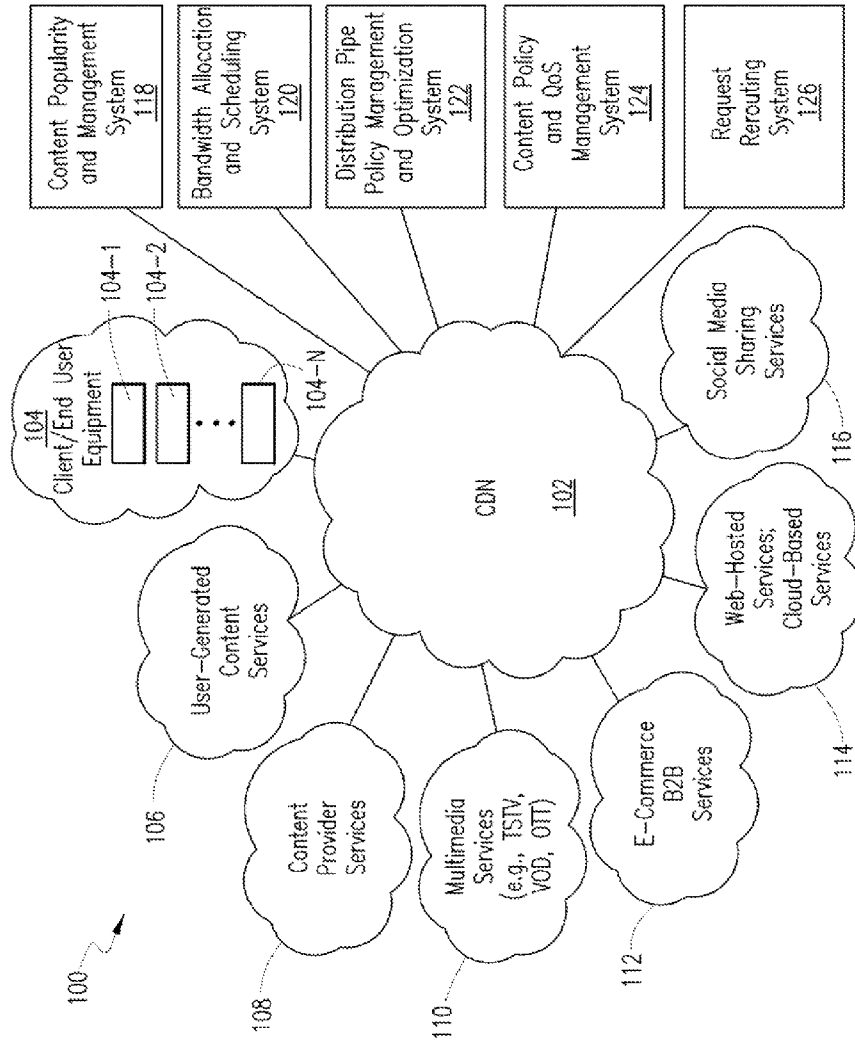 100
106
User-Generated
Content
Services
108
Content
Provider
Services
110
Multimedia
Services
(e.g., TSTV,
VOD, OTT)
112
E-Commerce
B2B
Services
114
Web-Hosted
Services;
Cloud-Based
Services
116
Social Media
Sharing
Services
CDN
102
104
Client/End User
Equipment
104-1
104-2
104-N
Content Popularity
and Management
System
118
Bandwidth Allocation
and Scheduling
System
120
Distribution Pipe
Policy Management
and Optimization
System
122
Content Policy
and QoS
Management
System
124
Request
Rerouting
System
126